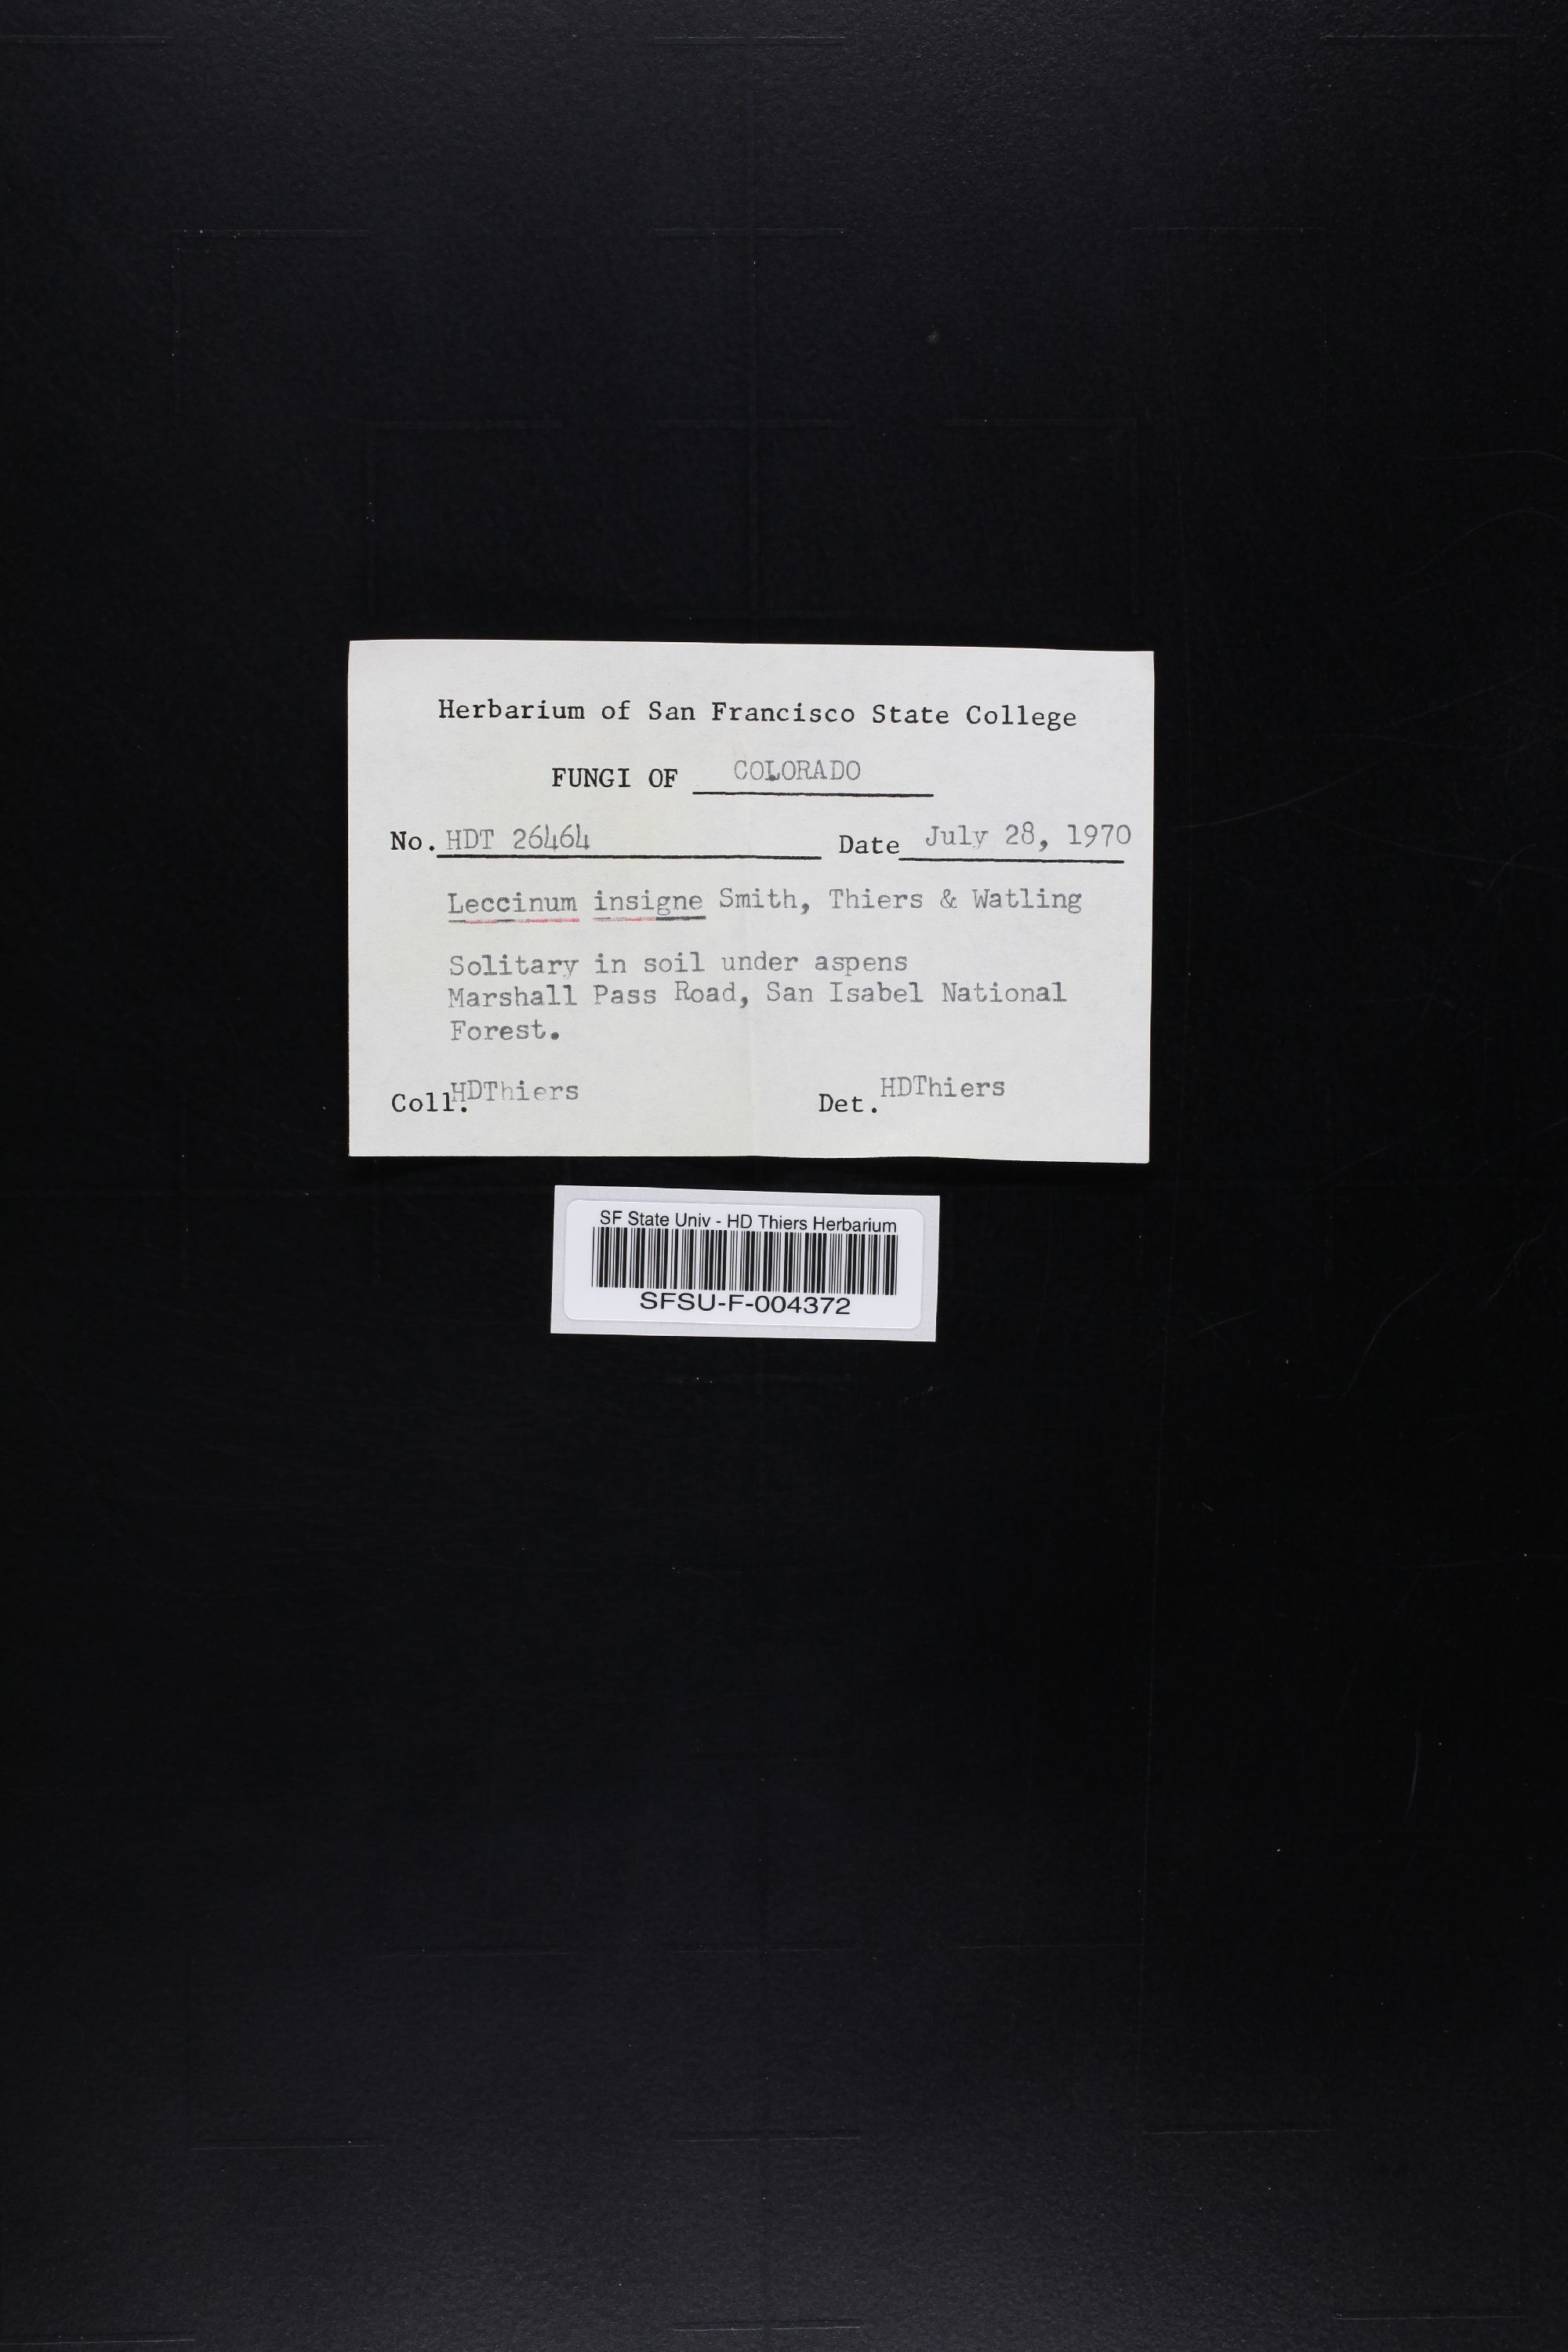 Herbarium of San Francisco State College
FUNGI OF COLORADO
No. HDT 26464 Date July 28, 1970
Leccinum insigne Smith, Thiers & Watling
Solitary in soil under aspens
Marshall Pass Road, San Isabel National
Forest.
Coll. HDThiers Det. HDThiers
SF State Univ - HD Thiers Herbarium
SFSU-F-004372